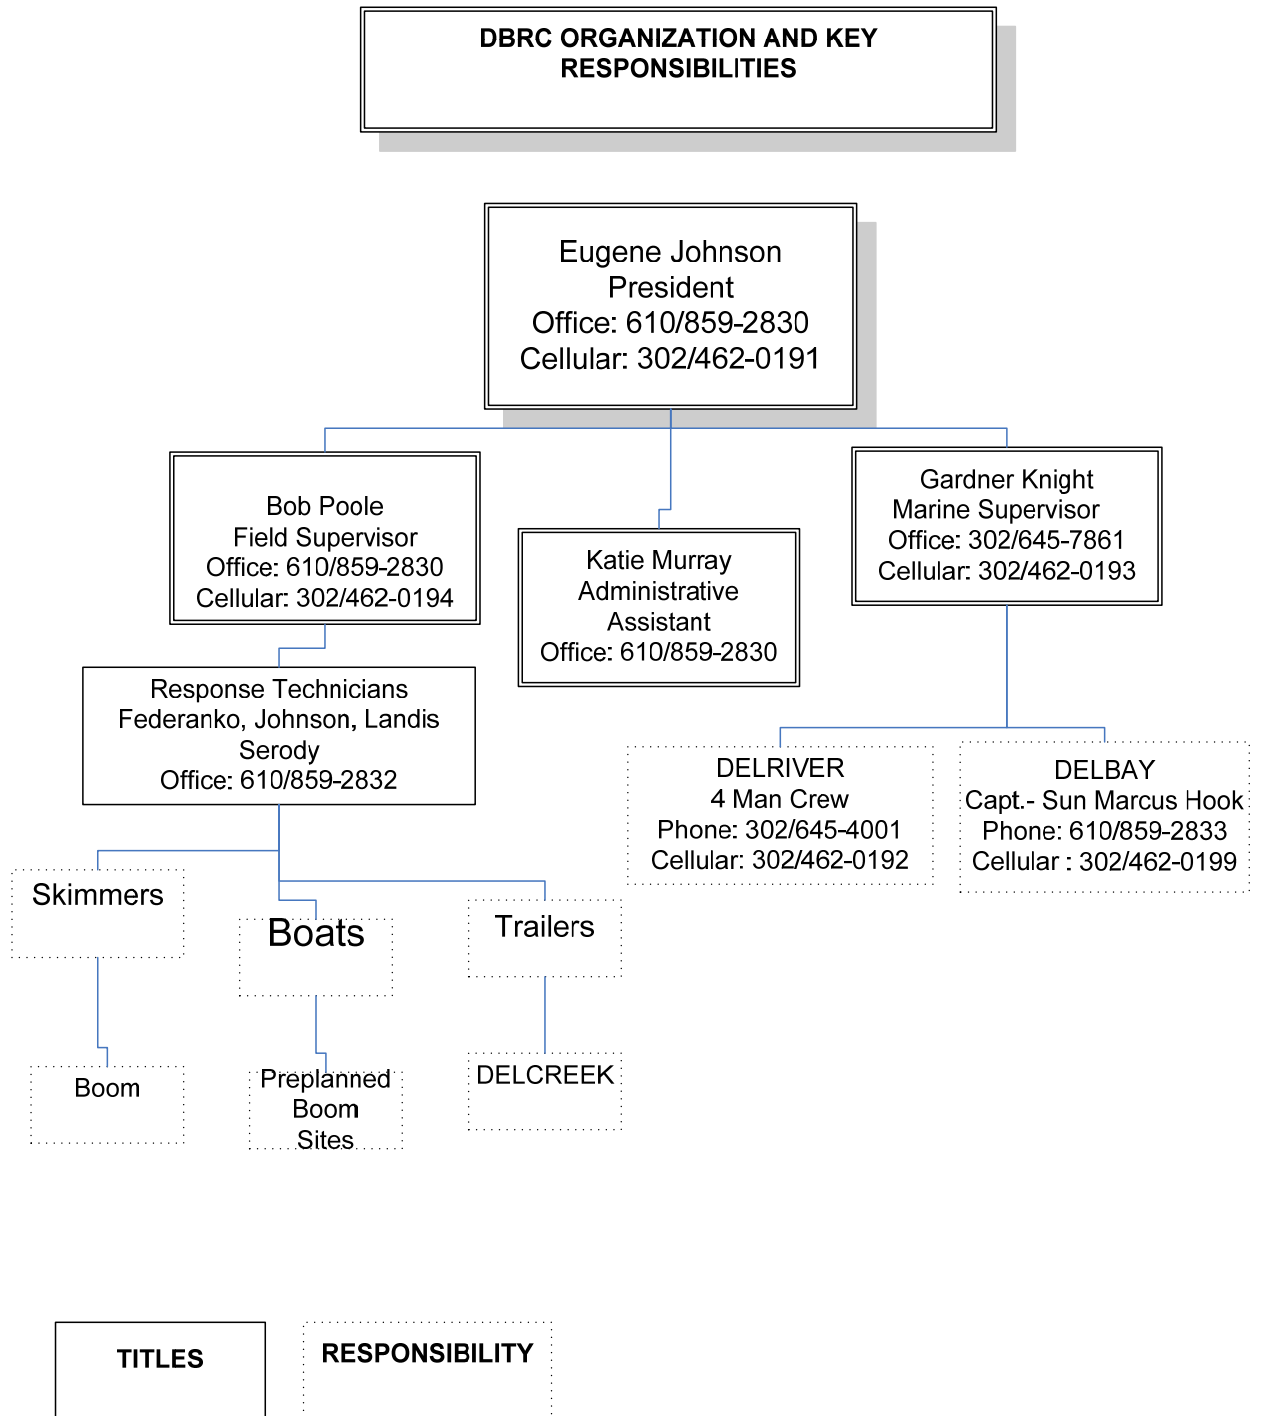 DBRC ORGANIZATION AND KEY
RESPONSIBILITIES
Eugene Johnson
President
Office: 610/859-2830
Cellular: 302/462-0191
Bob Poole
Field Supervisor
Office: 610/859-2830
Cellular: 302/462-0194
Katie Murray
Administrative
Assistant
Office: 610/859-2830
Gardner Knight
Marine Supervisor
Office: 302/645-7861
Cellular: 302/462-0193
Response Technicians
Federanko, Johnson, Landis
Serody
Office: 610/859-2832
DELRIVER
4 Man Crew
Phone: 302/645-4001
Cellular: 302/462-0192
DELBAY
Capt.- Sun Marcus Hook
Phone: 610/859-2833
Cellular : 302/462-0199
Skimmers
Boats
Trailers
Boom
Preplanned
Boom
Sites
DELCREEK
TITLES
RESPONSIBILITY